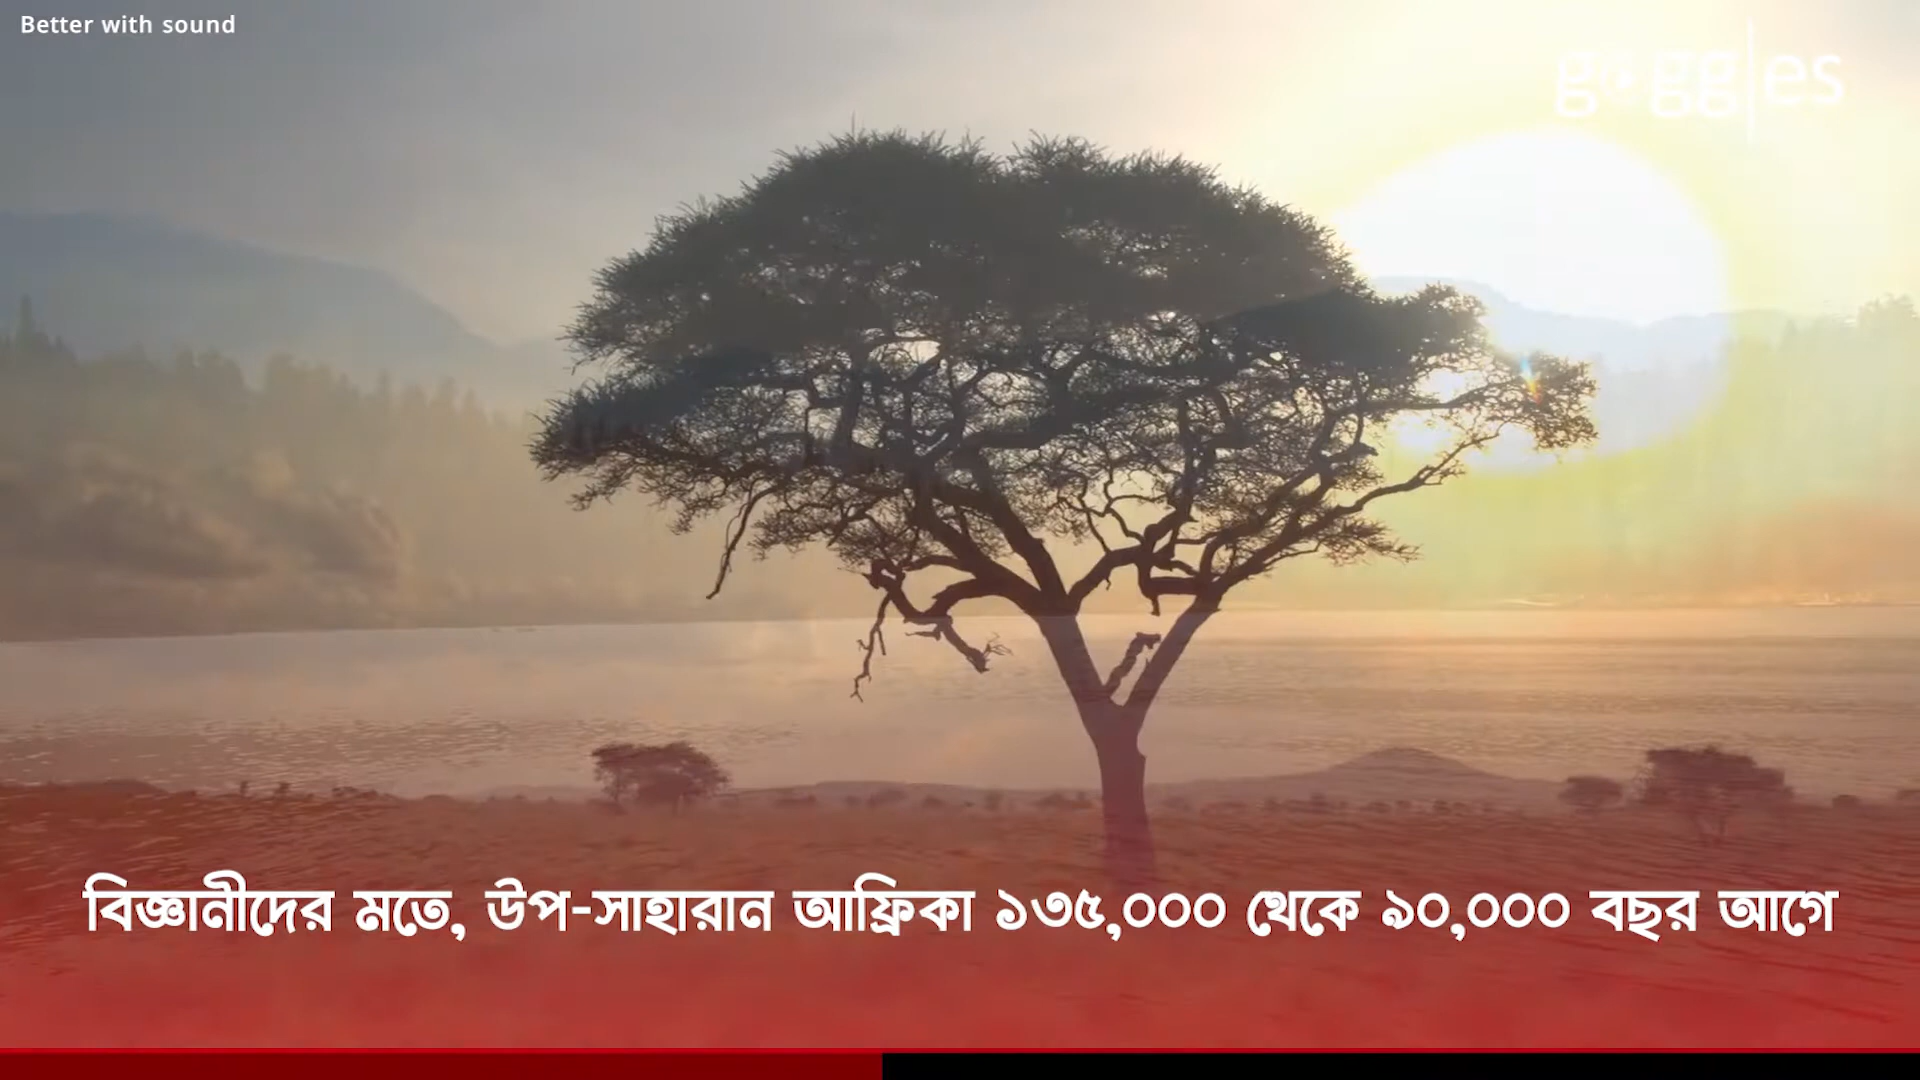 Better with sound
goggles
বিজ্ঞানীদের মতে, উপ-সাহারান আফ্রিকা ১৩৫,০০০ থেকে ৯০,০০০ বছর আগে